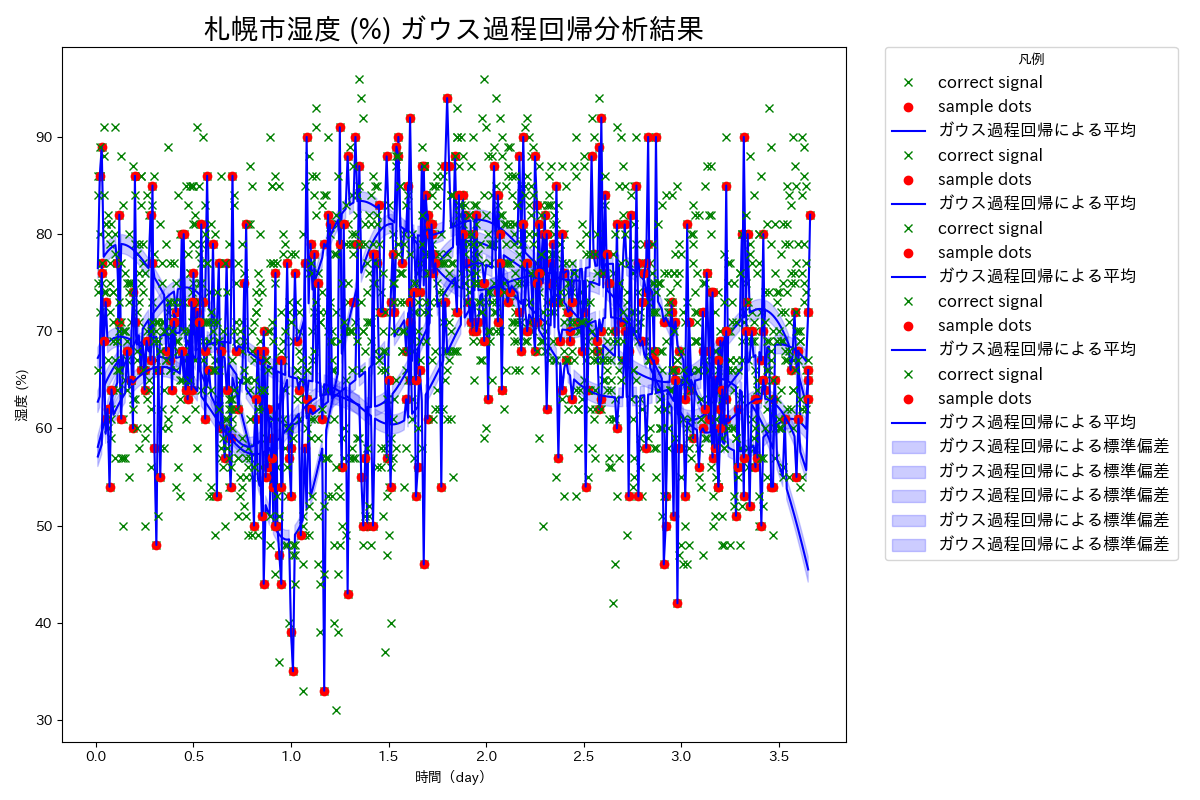 札幌市湿度 (%) ガウス過程回帰分析結果
湿度 (%)
90
80
70
60
50
40
30
0.0
0.5
1.0
1.5
2.0
2.5
3.0
3.5
時間（day）
凡例
correct signal
sample dots
ガウス過程回帰による平均
correct signal
sample dots
ガウス過程回帰による平均
correct signal
sample dots
ガウス過程回帰による平均
correct signal
sample dots
ガウス過程回帰による平均
correct signal
sample dots
ガウス過程回帰による平均
ガウス過程回帰による標準偏差
ガウス過程回帰による標準偏差
ガウス過程回帰による標準偏差
ガウス過程回帰による標準偏差
ガウス過程回帰による標準偏差